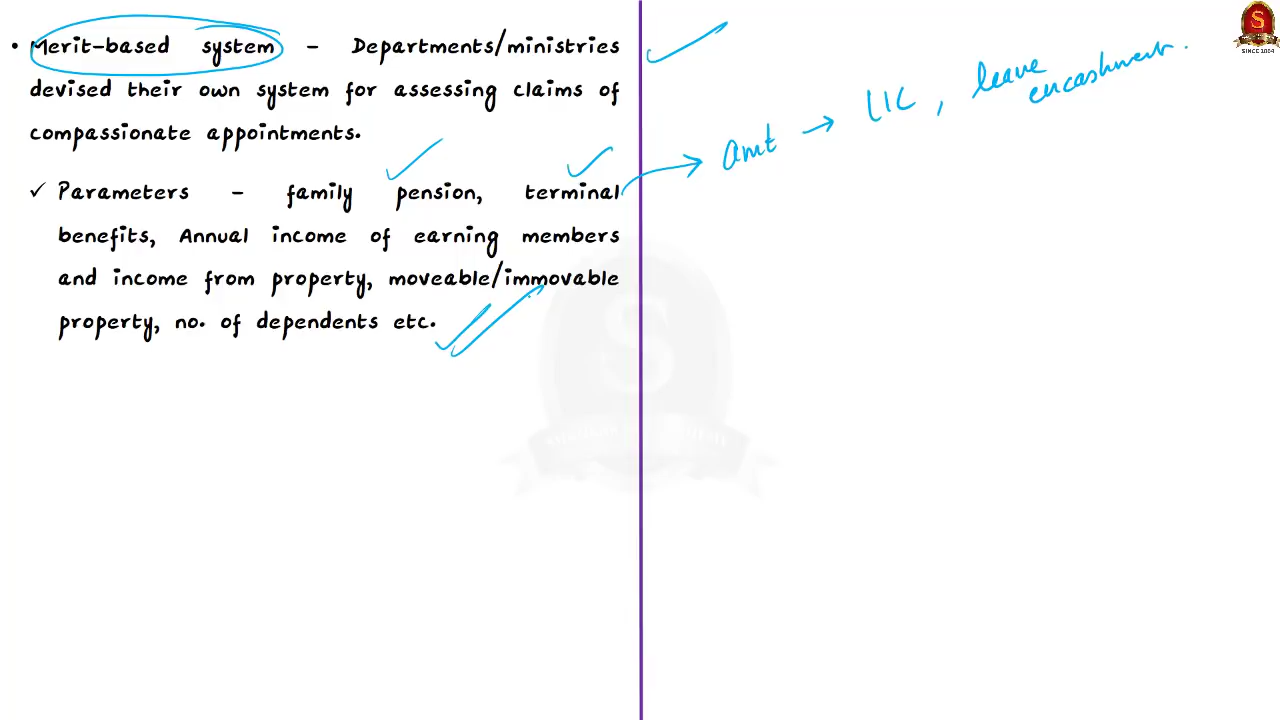 • Merit-based system - Departments/ministries
devised their own system for assessing claims of
compassionate appointments.
✓ Parameters - family pension, terminal
benefits, Annual income of earning members
and income from property, moveable/immovable
property, no. of dependents etc.
amt → LIC, leave
encashment.
S
SINCE 1984
S